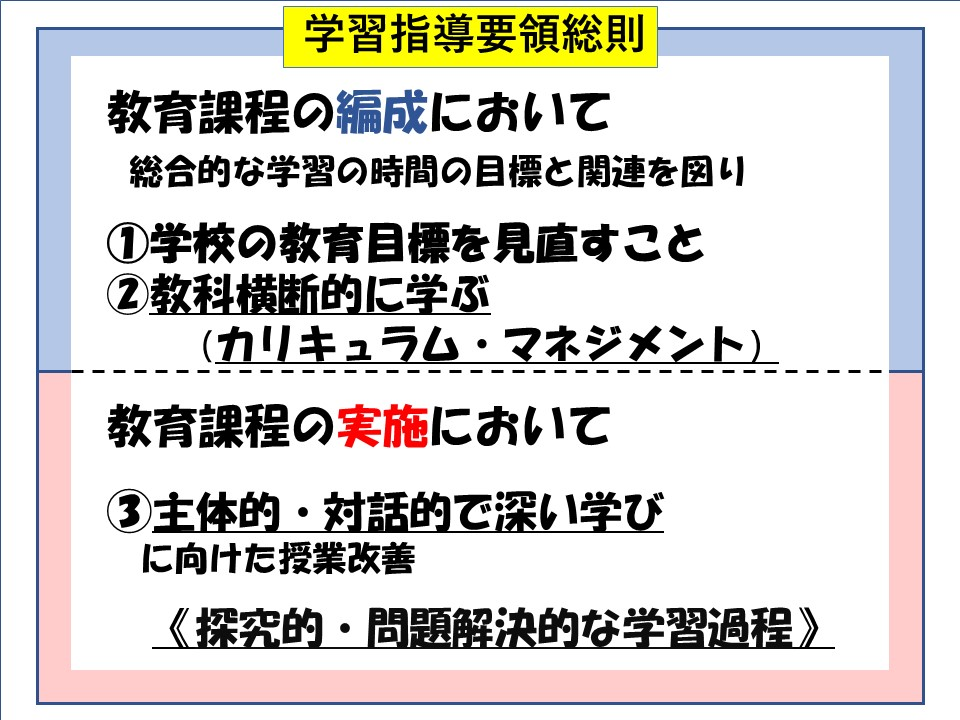 学習指導要領総則
教育課程の編成において
総合的な学習の時間の目標と関連を図り
①学校の教育目標を見直すこと
②教科横断的に学ぶ
(カリキュラム・マネジメント)
教育課程の実施において
③主体的・対話的で深い学び
に向けた授業改善
《探究的・問題解決的な学習過程》